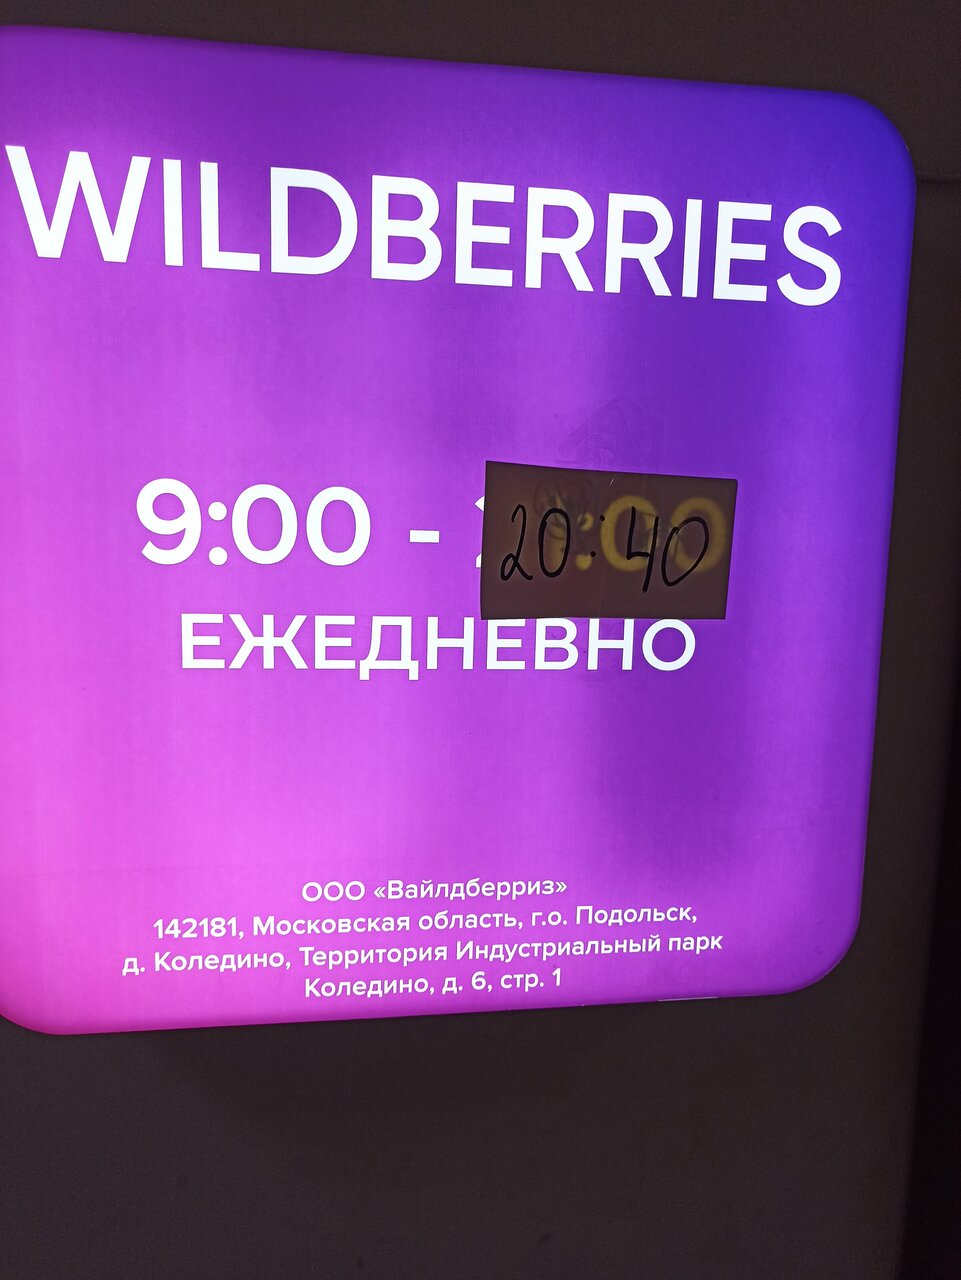 WILDBERRIES
9:00 - 20:40
ЕЖЕДНЕВНО
ООО «Вайлдберриз»
142181, Московская область, г.о. Подольск,
д. Коледино, Территория Индустриальный парк
Коледино, д. 6, стр. 1